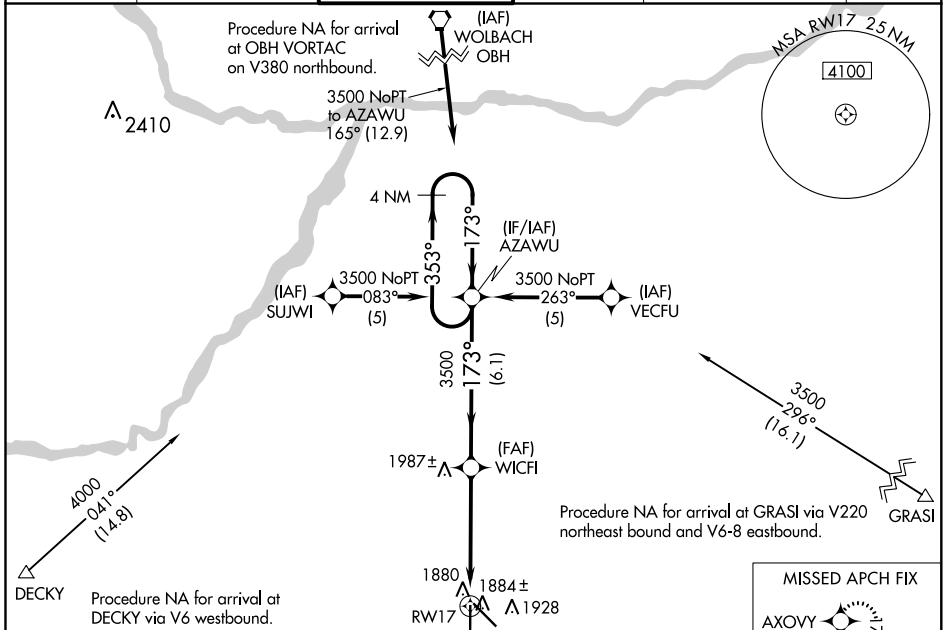 Procedure NA for arrival
at OBH VORTAC
on V380 northbound.
(IAF)
WOLBACH
OBH
MSA RW17 25 NM
4100
3500 NoPT
to AZAWU
165° (12.9)
2410
4 NM
353°
173°
(IF/IAF)
AZAWU
3500 NoPT
083°
(5)
(IAF)
SUJWI
3500 NoPT
263°
(5)
(IAF)
VECFU
3500
173°
(6.1)
3500
296°
(16.1)
(FAF)
WICFI
1987±
4000
041°
(14.8)
GRASI
Procedure NA for arrival at GRASI via V220
northeast bound and V6-8 eastbound.
DECKY
Procedure NA for arrival at
DECKY via V6 westbound.
1880
1884±
RW17
1928
MISSED APCH FIX
AXOVY